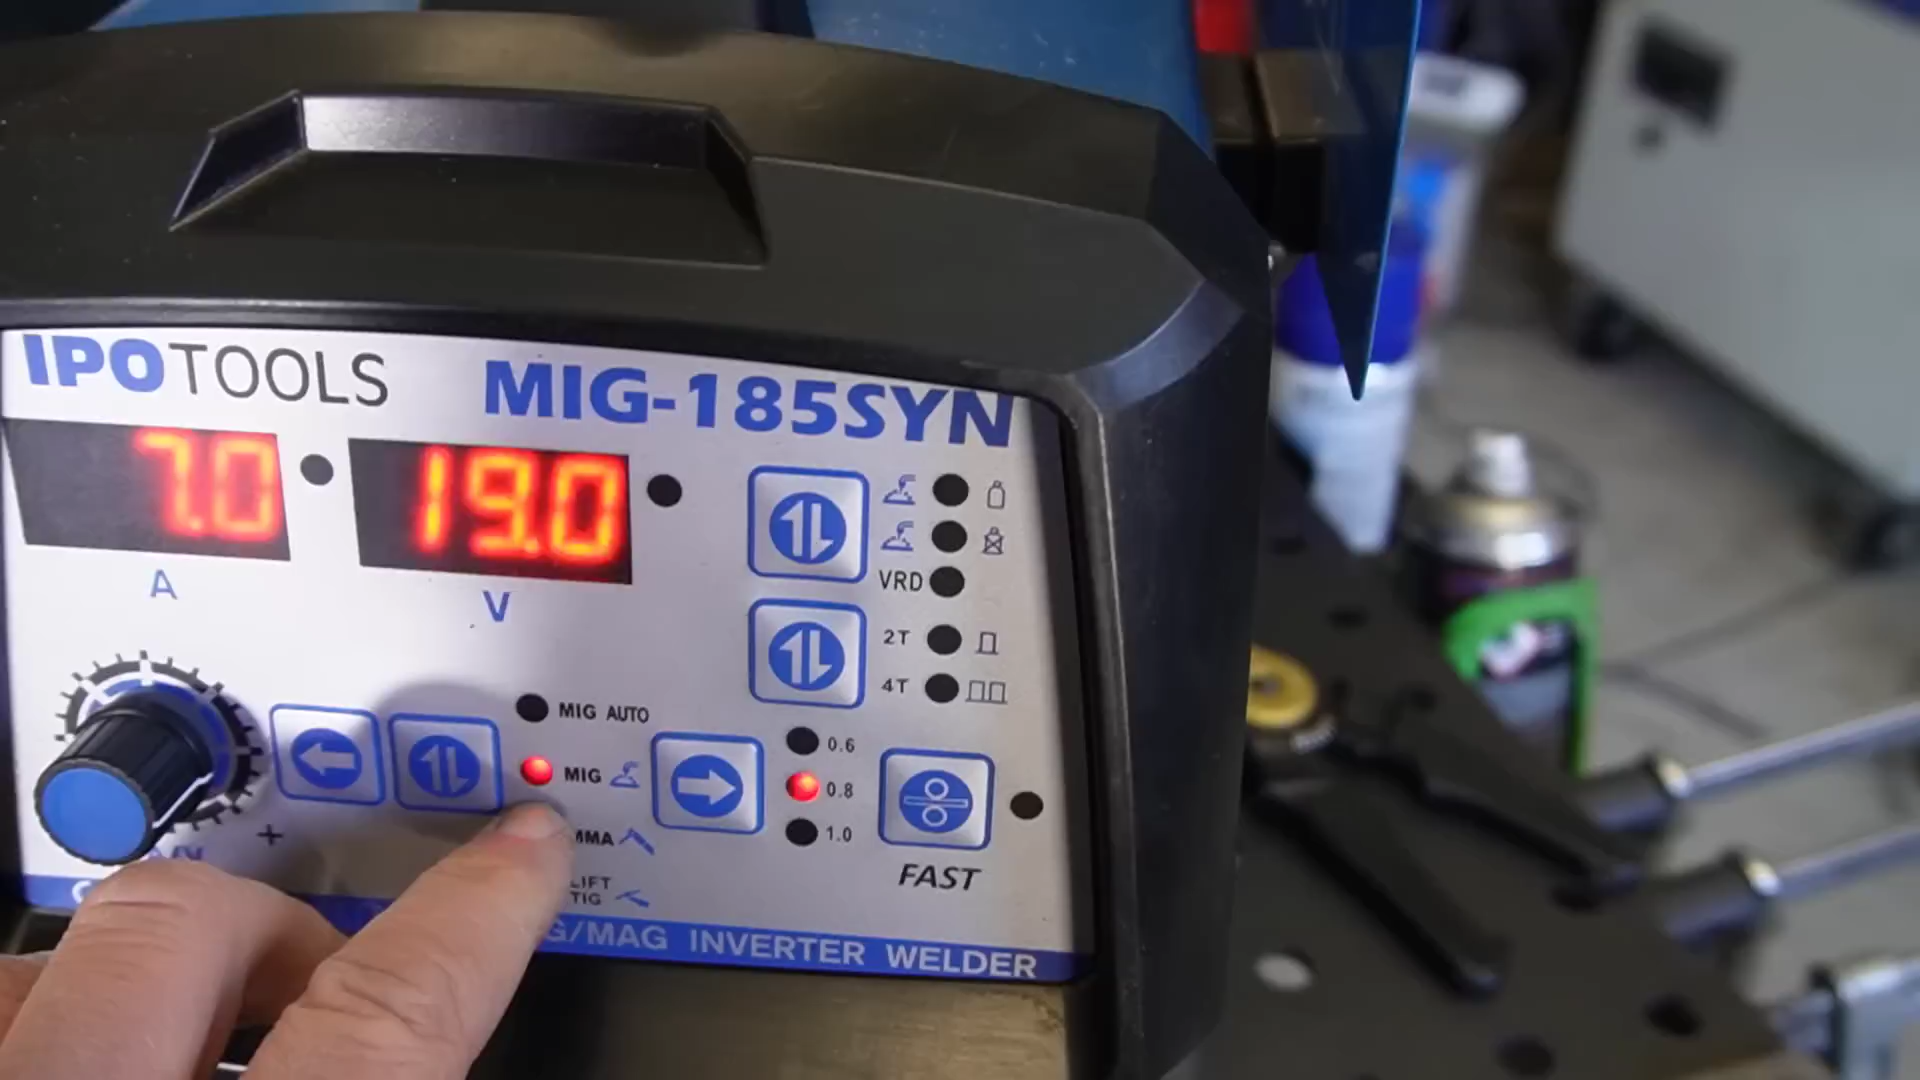 IPOTOOLS
MIG-185SYN
7.0
19.0
A
V
VRD
2T
4T
MIG AUTO
MIG
MMA
LIFT
TIG
0.6
0.8
1.0
+
FAST
G/MAG INVERTER WELDER